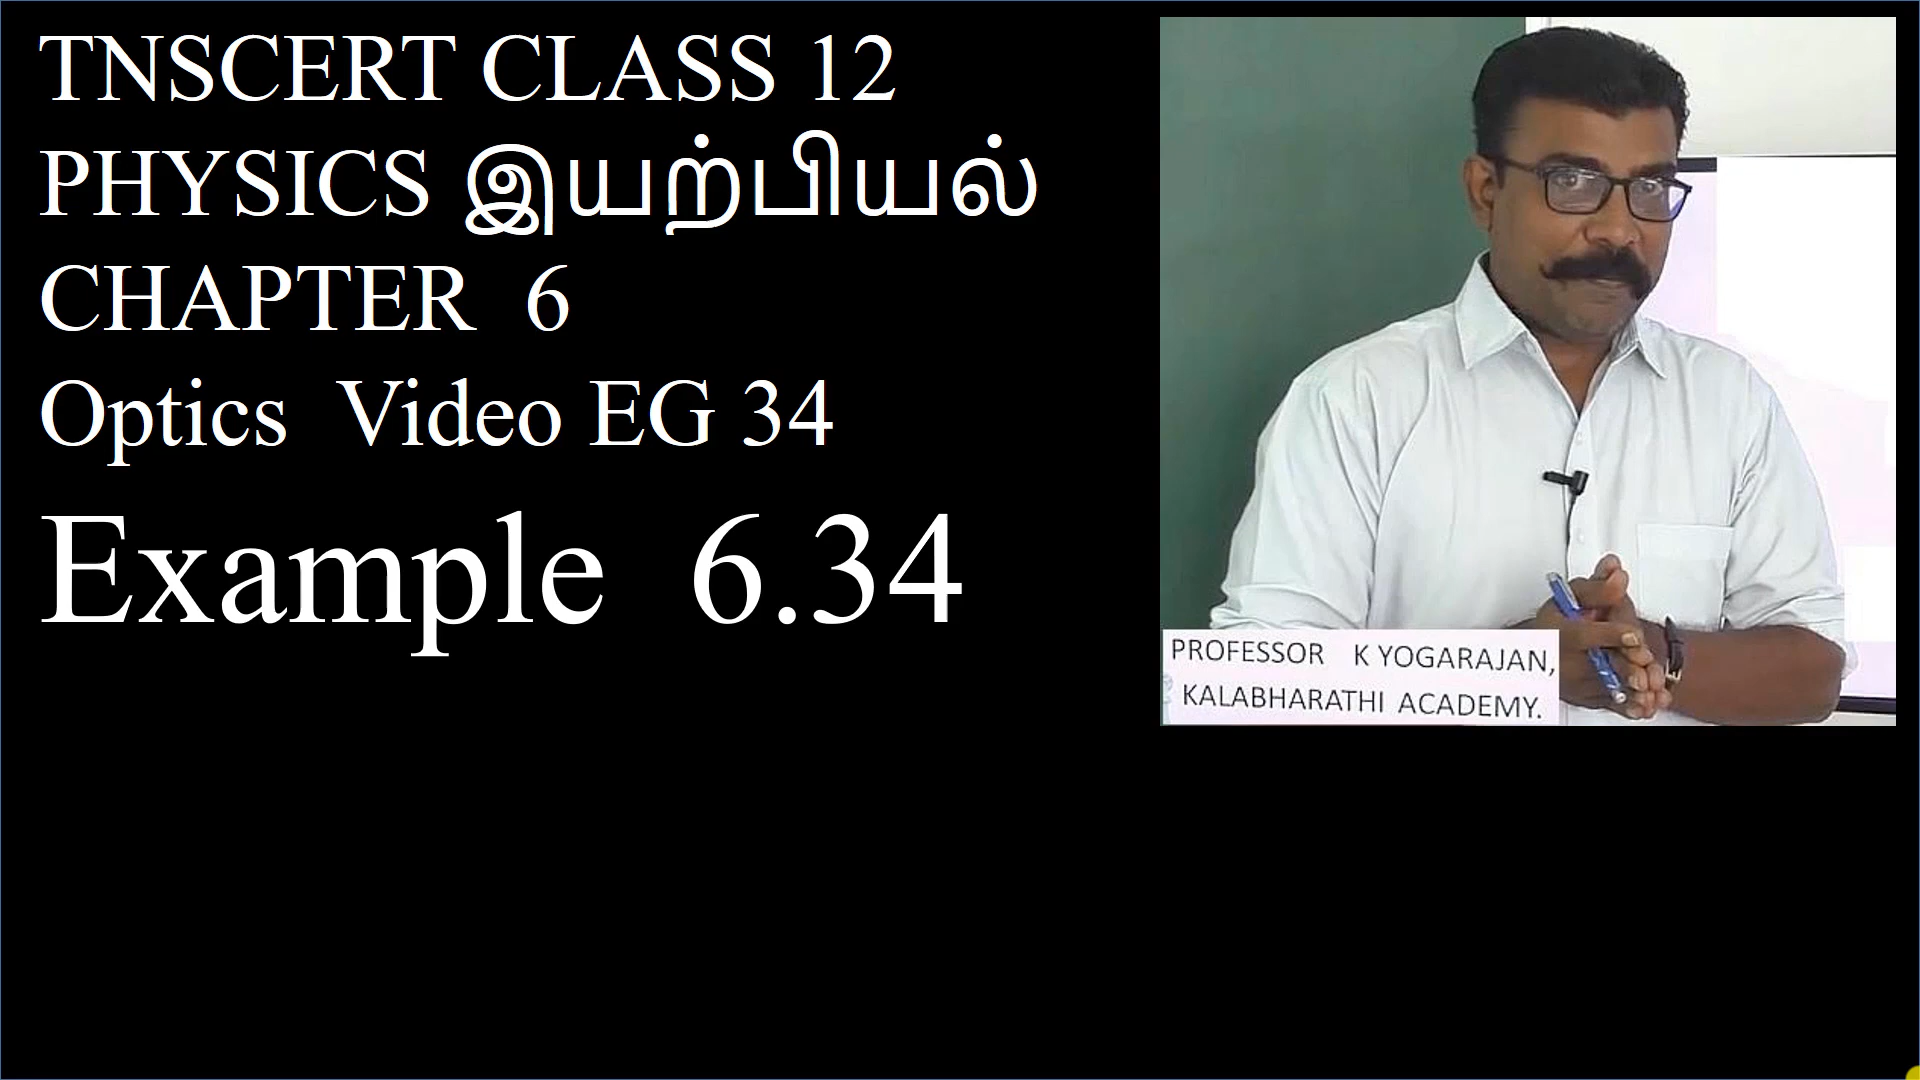 TNSCERT CLASS 12
PHYSICS இயற்பியல்
CHAPTER 6
Optics Video EG 34
Example 6.34
PROFESSOR K YOGARAJAN,
KALABHARATHI ACADEMY.